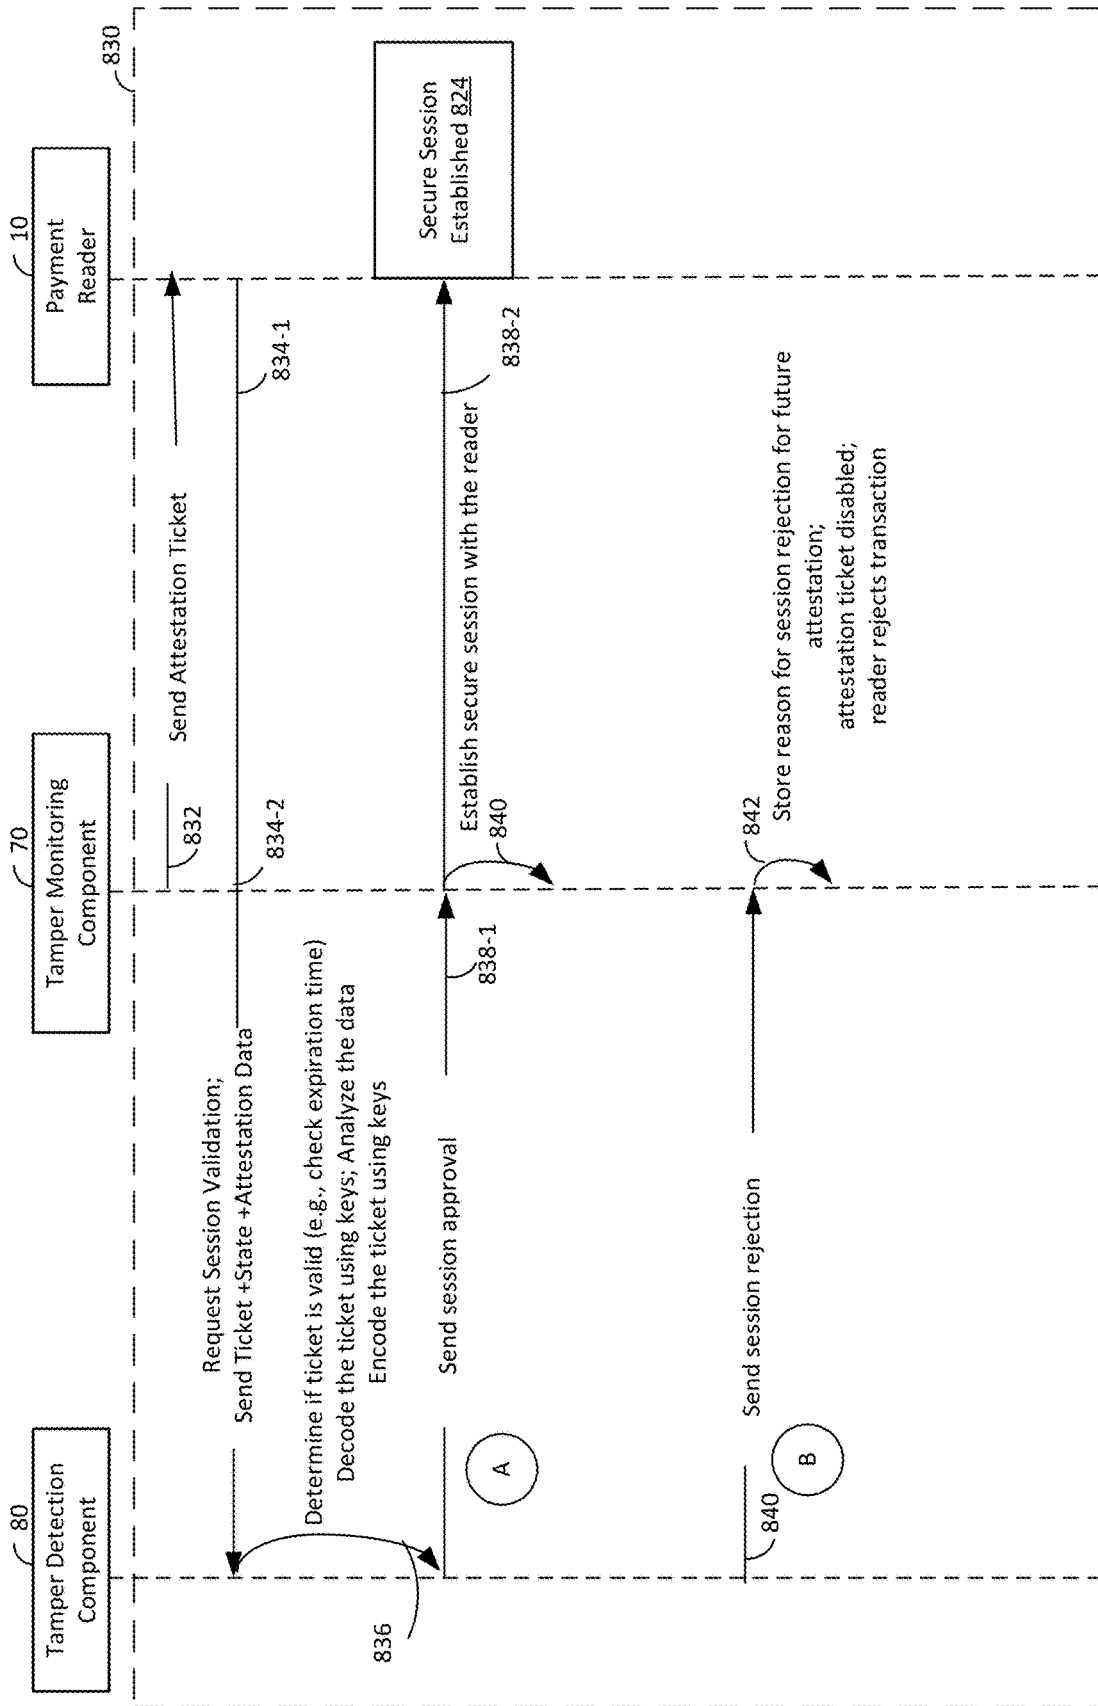 80
Tamper Detection
Component
70
Tamper Monitoring
Component
10
Payment
Reader
830
832
Send Attestation Ticket
Request Session Validation;
Send Ticket +State +Attestation Data
834-2
834-1
836
Determine if ticket is valid (e.g., check expiration time)
Decode the ticket using keys; Analyze the data
Encode the ticket using keys
Send session approval
A
838-1
Establish secure session with the reader
838-2
840
Secure Session
Established 824
840
Send session rejection
B
842
Store reason for session rejection for future
attestation;
attestation ticket disabled;
reader rejects transaction